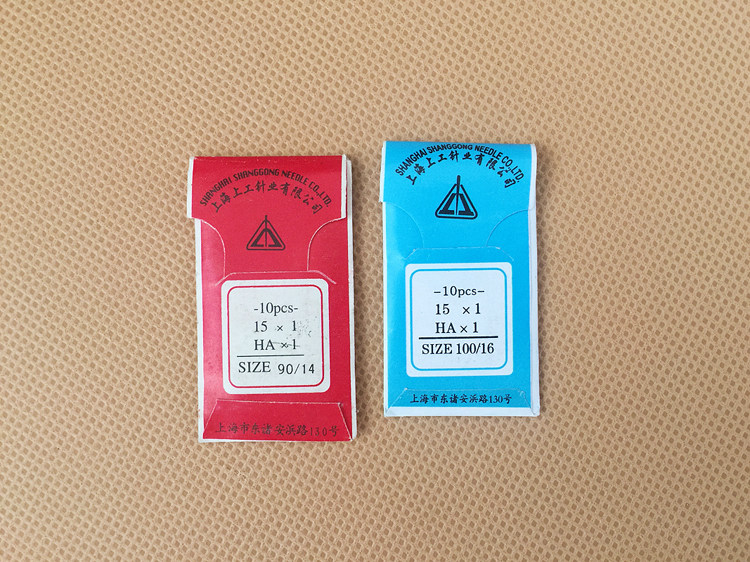 SHANGHAI SHANGGONG NEEDLE CO.,LTD.
上海上工针业有限公司
-10pcs-
15 × 1
HA × 1
SIZE 90/14
上海市东诸安浜路130号
SHANGHAI SHANGGONG NEEDLE CO.,LTD.
上海上工针业有限公司
-10pcs-
15 × 1
HA × 1
SIZE 100/16
上海市东诸安浜路130号